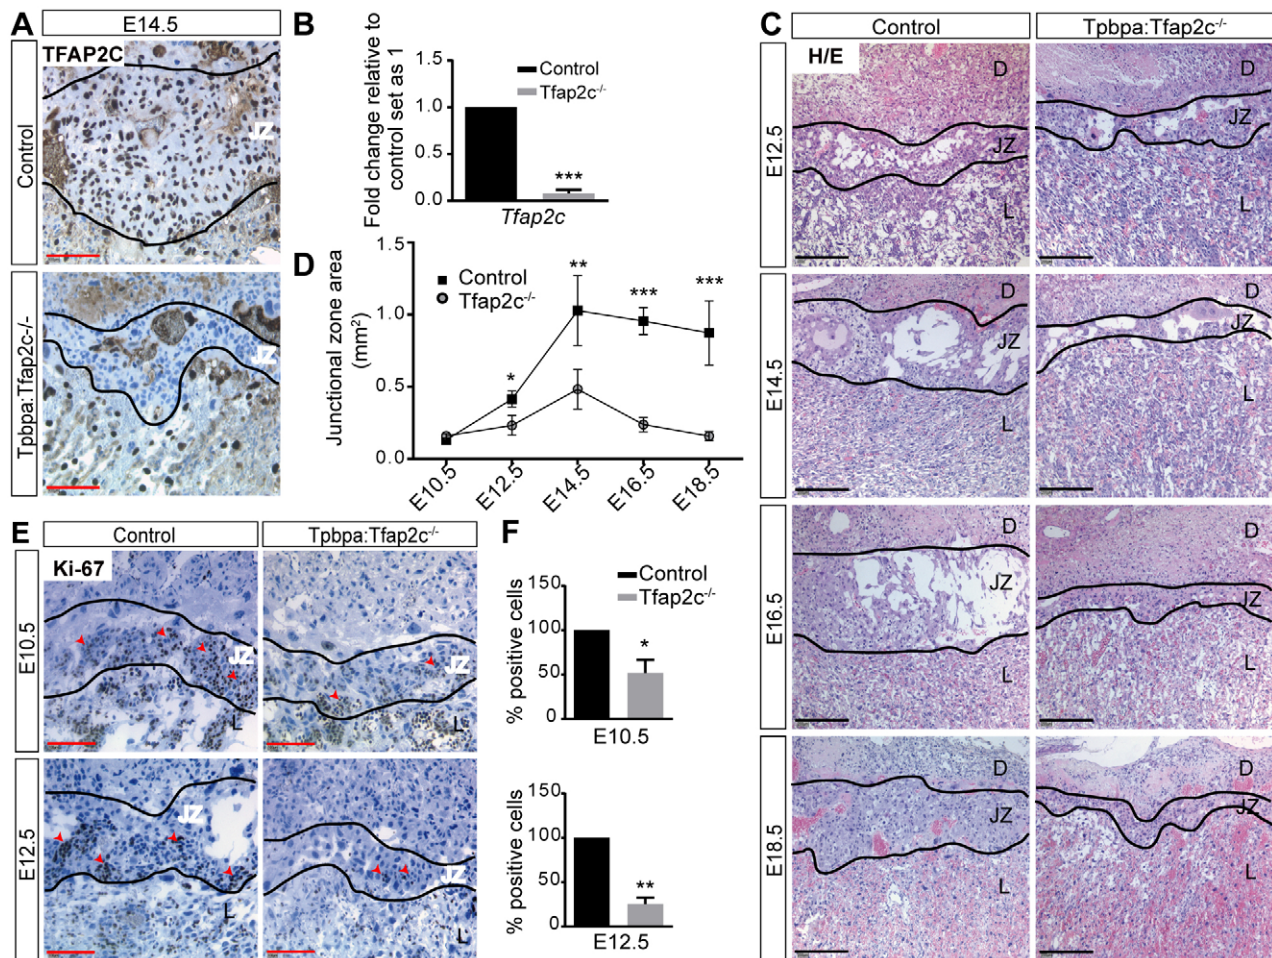 A
E14.5
TFAP2C
Control
JZ
Tpbpa:Tfap2c-/-
JZ
B
Fold change relative to
control set as 1
1.5
1.0
0.5
0.0
Control
Tfap2c-/-
***
Tfap2c
D
Junctional zone area
(mm²)
1.5
1.0
0.5
0.0
Control
Tfap2c-/-
*
**
***
***
E10.5
E12.5
E14.5
E16.5
E18.5
C
Control
Tpbpa:Tfap2c-/-
H/E
E12.5
D
JZ
L
D
JZ
L
E14.5
D
JZ
L
D
JZ
L
E16.5
D
JZ
L
D
JZ
L
E18.5
D
JZ
L
D
JZ
L
E
Control
Tpbpa:Tfap2c-/-
Ki-67
E10.5
JZ
L
JZ
L
E12.5
JZ
L
JZ
L
F
% positive cells
150
100
50
0
Control
Tfap2c-/-
*
E10.5
% positive cells
150
100
50
0
**
E12.5